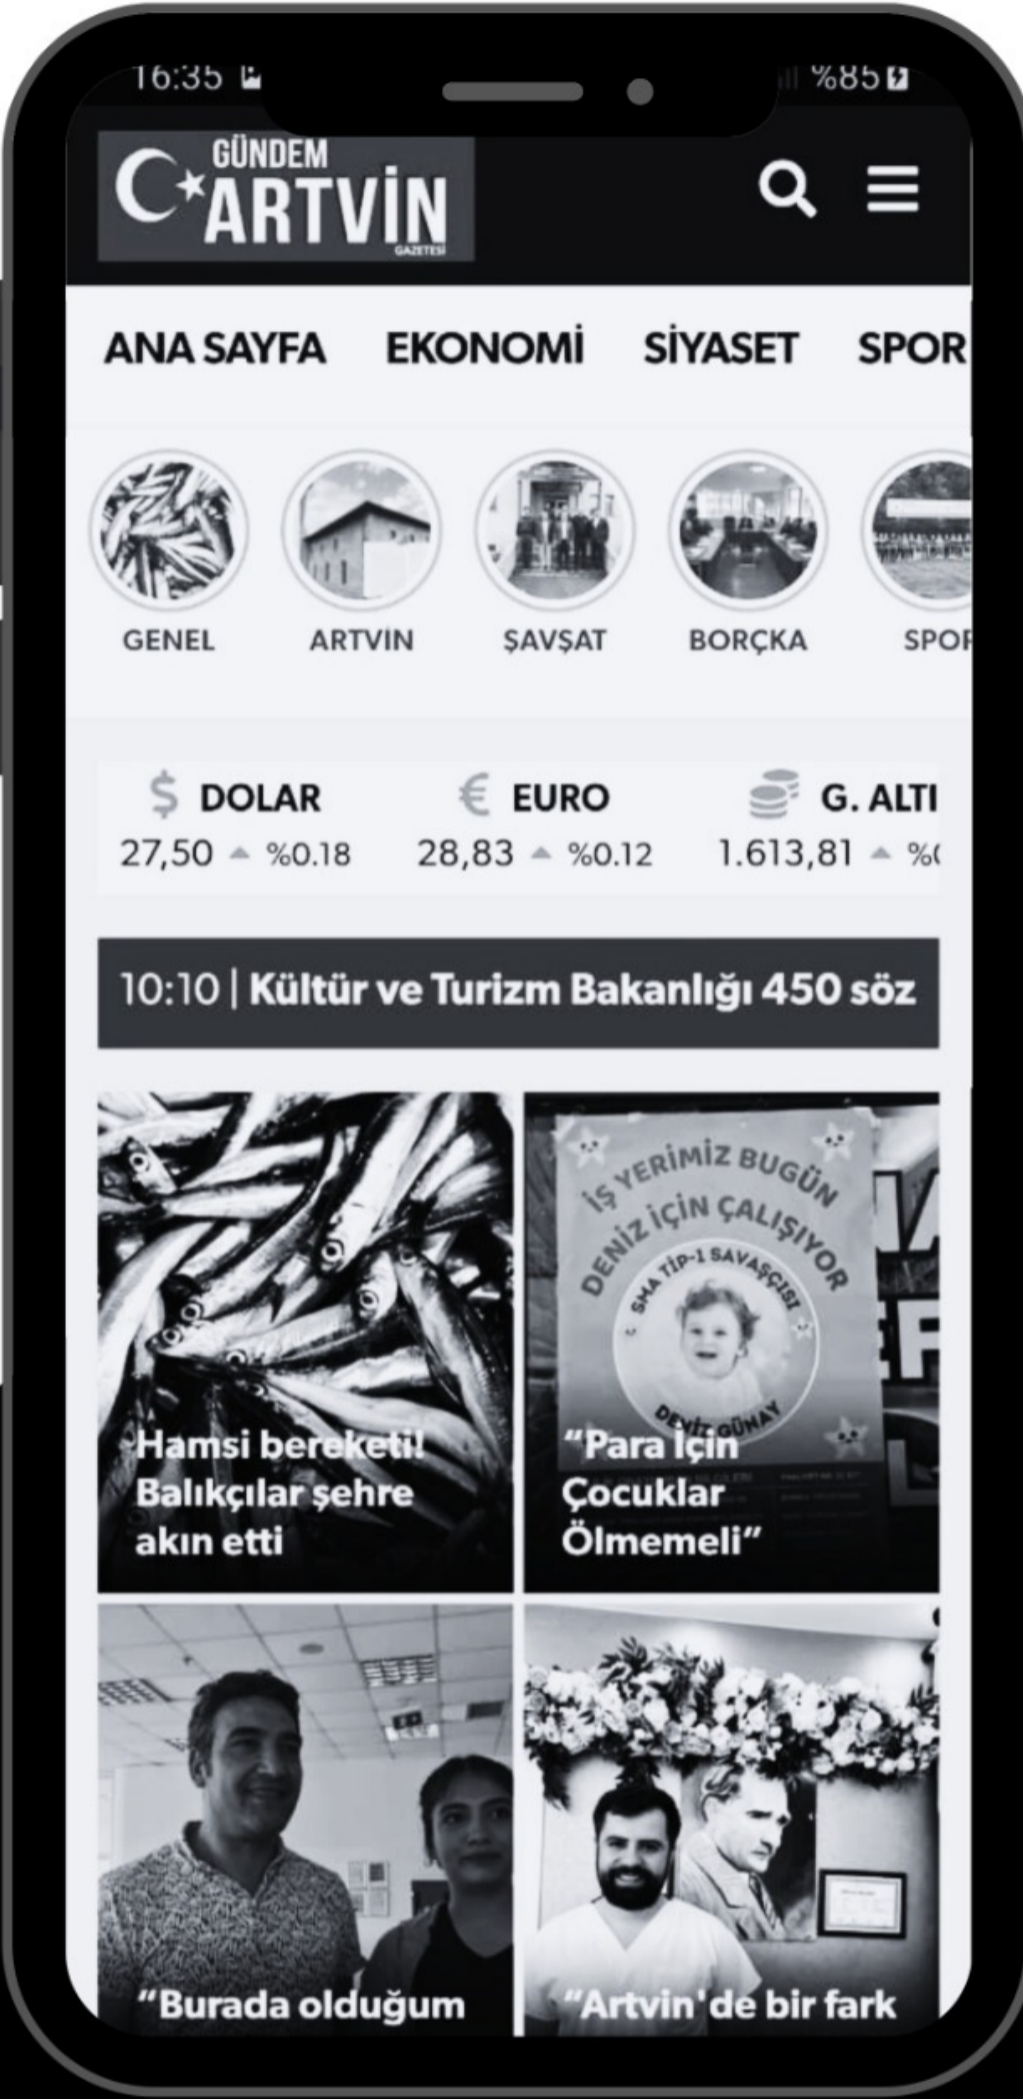 16:35
%85
GÜNDEM
ARTVİN
GAZETESİ
ANA SAYFA EKONOMİ SİYASET SPOR
GENEL ARTVİN ŞAVŞAT BORÇKA SPOR
$ DOLAR € EURO G. ALTI
27,50 %0.18 28,83 %0.12 1.613,81 %0
10:10 | Kültür ve Turizm Bakanlığı 450 söz
İŞ YERİMİZ BUGÜN
DENİZ İÇİN ÇALIŞIYOR
SMA TİP-1 SAVAŞÇISI
DENİZ GÜNAY
Hamsi bereketi!
Balıkçılar şehre
akın etti
“Para İçin
Çocuklar
Ölmemeli”
“Burada olduğum
“Artvin'de bir fark